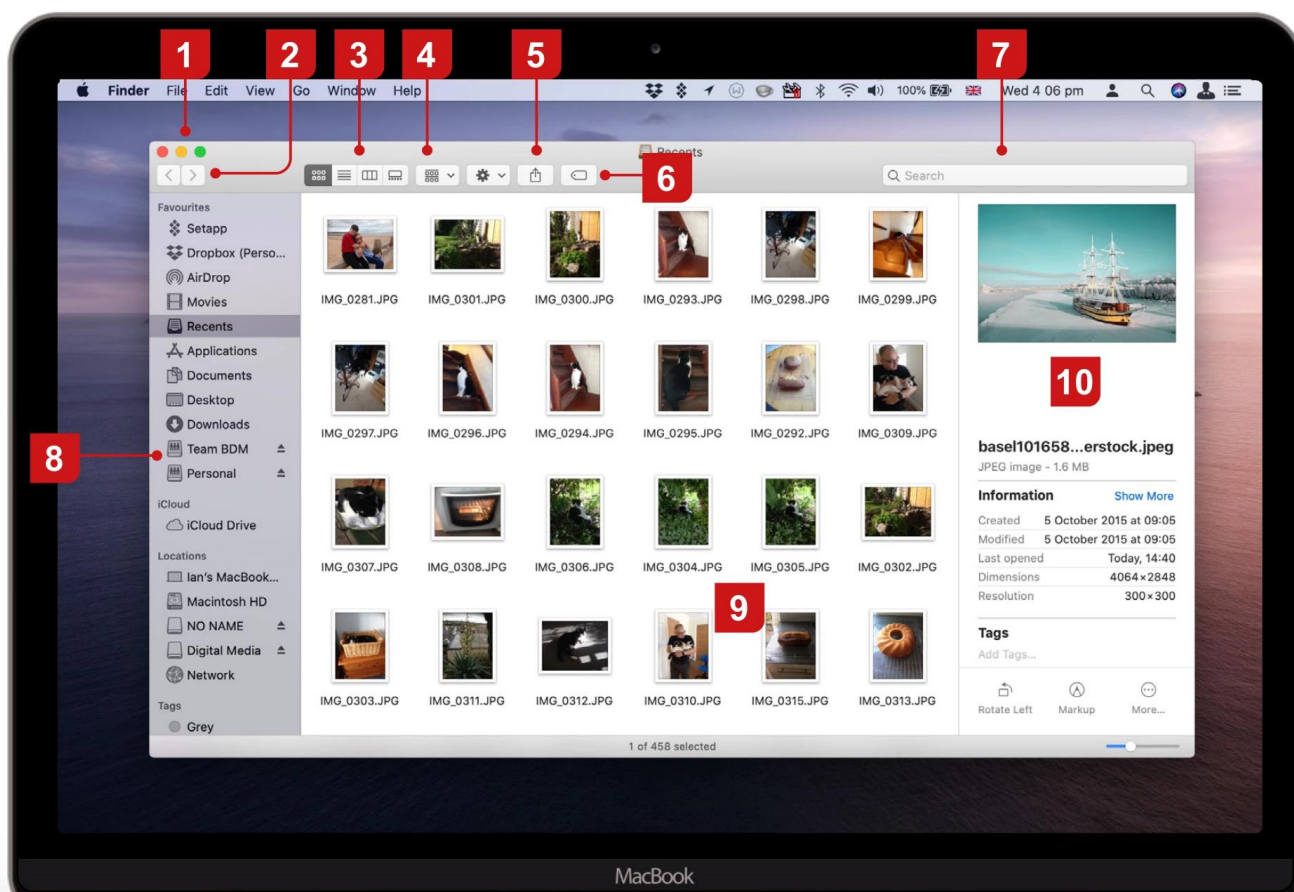 1
2
3
4
5
7
Finder File Edit View Go Window Help 100% Wed 4 06 pm
Recents
6
Search
Favourites
Setapp
Dropbox (Perso...
AirDrop
Movies
Recents
Applications
Documents
Desktop
Downloads
8
Team BDM
Personal
iCloud
iCloud Drive
Locations
Ian's MacBook...
Macintosh HD
NO NAME
Digital Media
Network
Tags
Grey
IMG_0281.JPG IMG_0301.JPG IMG_0300.JPG IMG_0293.JPG IMG_0298.JPG IMG_0299.JPG
IMG_0297.JPG IMG_0296.JPG IMG_0294.JPG IMG_0295.JPG IMG_0292.JPG IMG_0309.JPG
IMG_0307.JPG IMG_0308.JPG IMG_0306.JPG IMG_0304.JPG IMG_0305.JPG IMG_0302.JPG
9
IMG_0303.JPG IMG_0311.JPG IMG_0312.JPG IMG_0310.JPG IMG_0315.JPG IMG_0313.JPG
10
basel101658...erstock.jpeg
JPEG image - 1.6 MB
Information Show More
Created 5 October 2015 at 09:05
Modified 5 October 2015 at 09:05
Last opened Today, 14:40
Dimensions 4064×2848
Resolution 300×300
Tags
Add Tags...
Rotate Left Markup More...
1 of 458 selected
MacBook